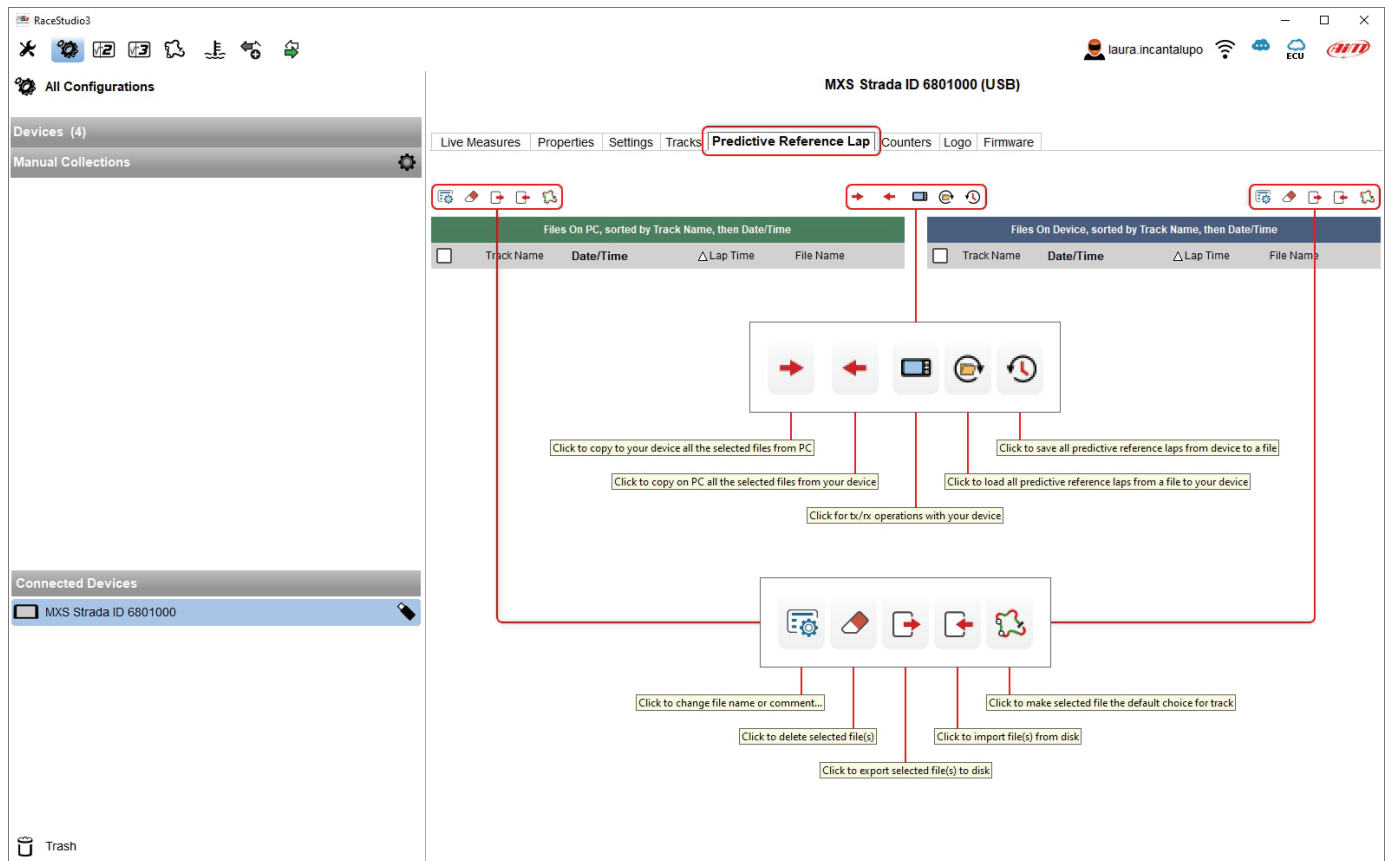 RaceStudio3
laura.incantalupo
ECU
AiM
All Configurations
MXS Strada ID 6801000 (USB)
Devices (4)
Manual Collections
Live Measures Properties Settings Tracks Predictive Reference Lap Counters Logo Firmware
Files On PC, sorted by Track Name, then Date/Time
Files On Device, sorted by Track Name, then Date/Time
Track Name Date/Time Lap Time File Name
Track Name Date/Time Lap Time File Name
Click to copy to your device all the selected files from PC
Click to save all predictive reference laps from device to a file
Click to copy on PC all the selected files from your device
Click to load all predictive reference laps from a file to your device
Click for tx/rx operations with your device
Connected Devices
MXS Strada ID 6801000
Click to change file name or comment...
Click to make selected file the default choice for track
Click to delete selected file(s)
Click to import file(s) from disk
Click to export selected file(s) to disk
Trash